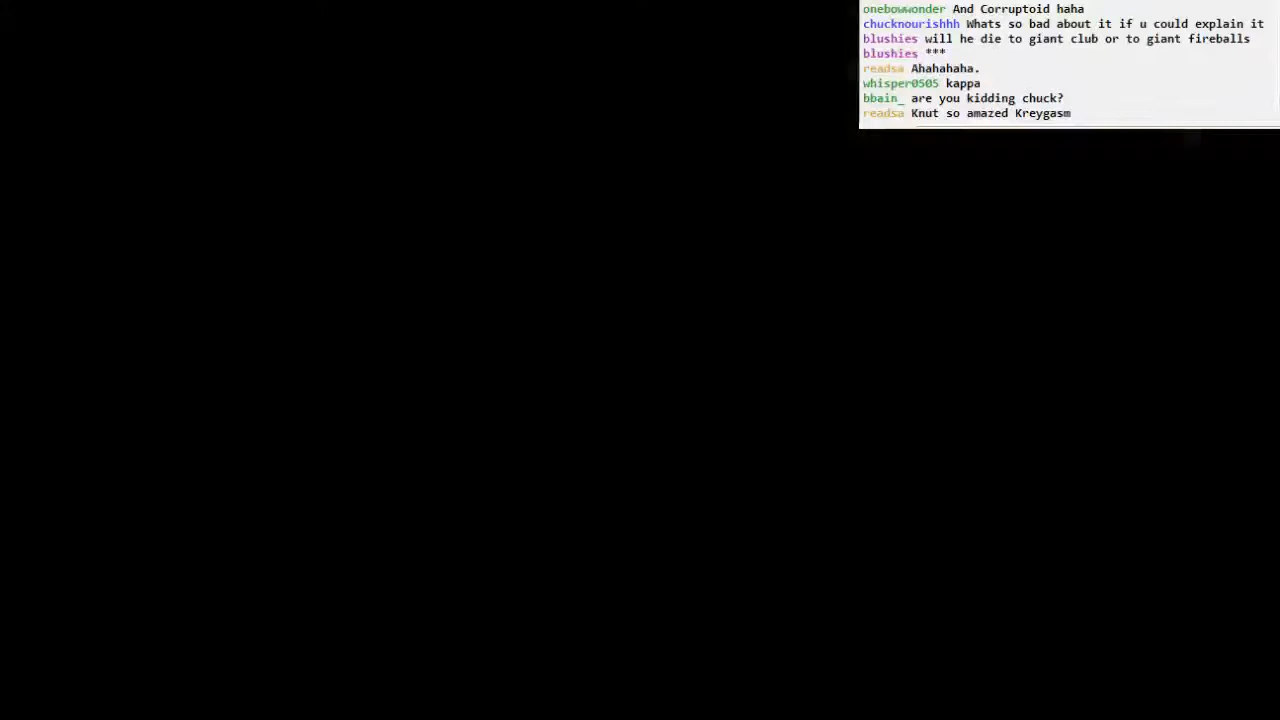 onebowwonder And Corruptoid haha
chucknourishhh Whats so bad about it if u could explain it
blushies will he die to giant club or to giant fireballs
blushies ***
readsa Ahahahaha.
whisper0505 kappa
bbain_ are you kidding chuck?
readsa Knut so amazed Kreygasm